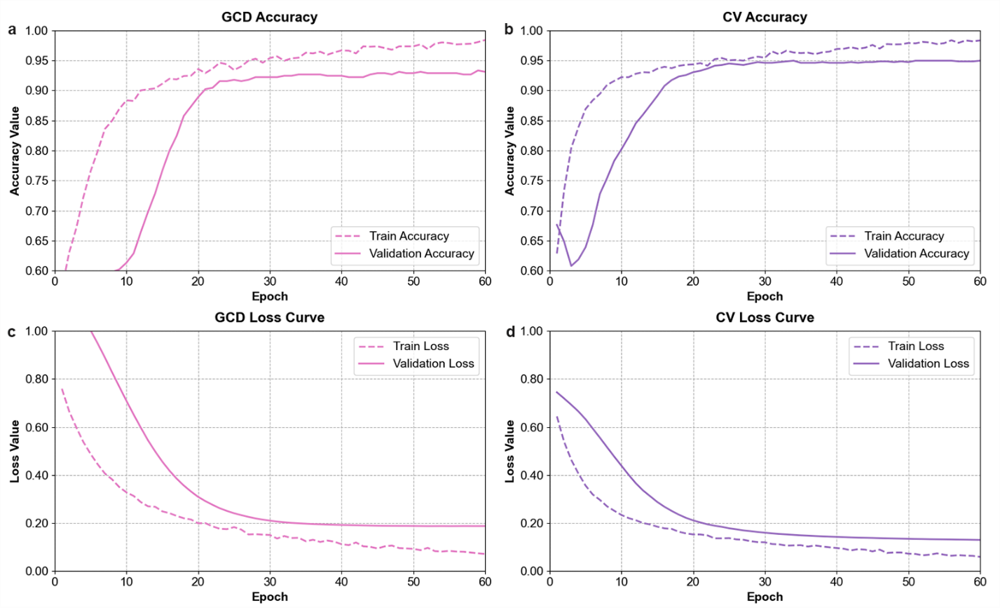 a
GCD Accuracy
1.00
0.95
0.90
0.85
0.80
0.75
0.70
0.65
0.60
Accuracy Value
0 10 20 30 40 50 60
Epoch
Train Accuracy
Validation Accuracy
b
CV Accuracy
1.00
0.95
0.90
0.85
0.80
0.75
0.70
0.65
0.60
Accuracy Value
0 10 20 30 40 50 60
Epoch
Train Accuracy
Validation Accuracy
c
GCD Loss Curve
1.00
0.80
0.60
0.40
0.20
0.00
Loss Value
0 10 20 30 40 50 60
Epoch
Train Loss
Validation Loss
d
CV Loss Curve
1.00
0.80
0.60
0.40
0.20
0.00
Loss Value
0 10 20 30 40 50 60
Epoch
Train Loss
Validation Loss